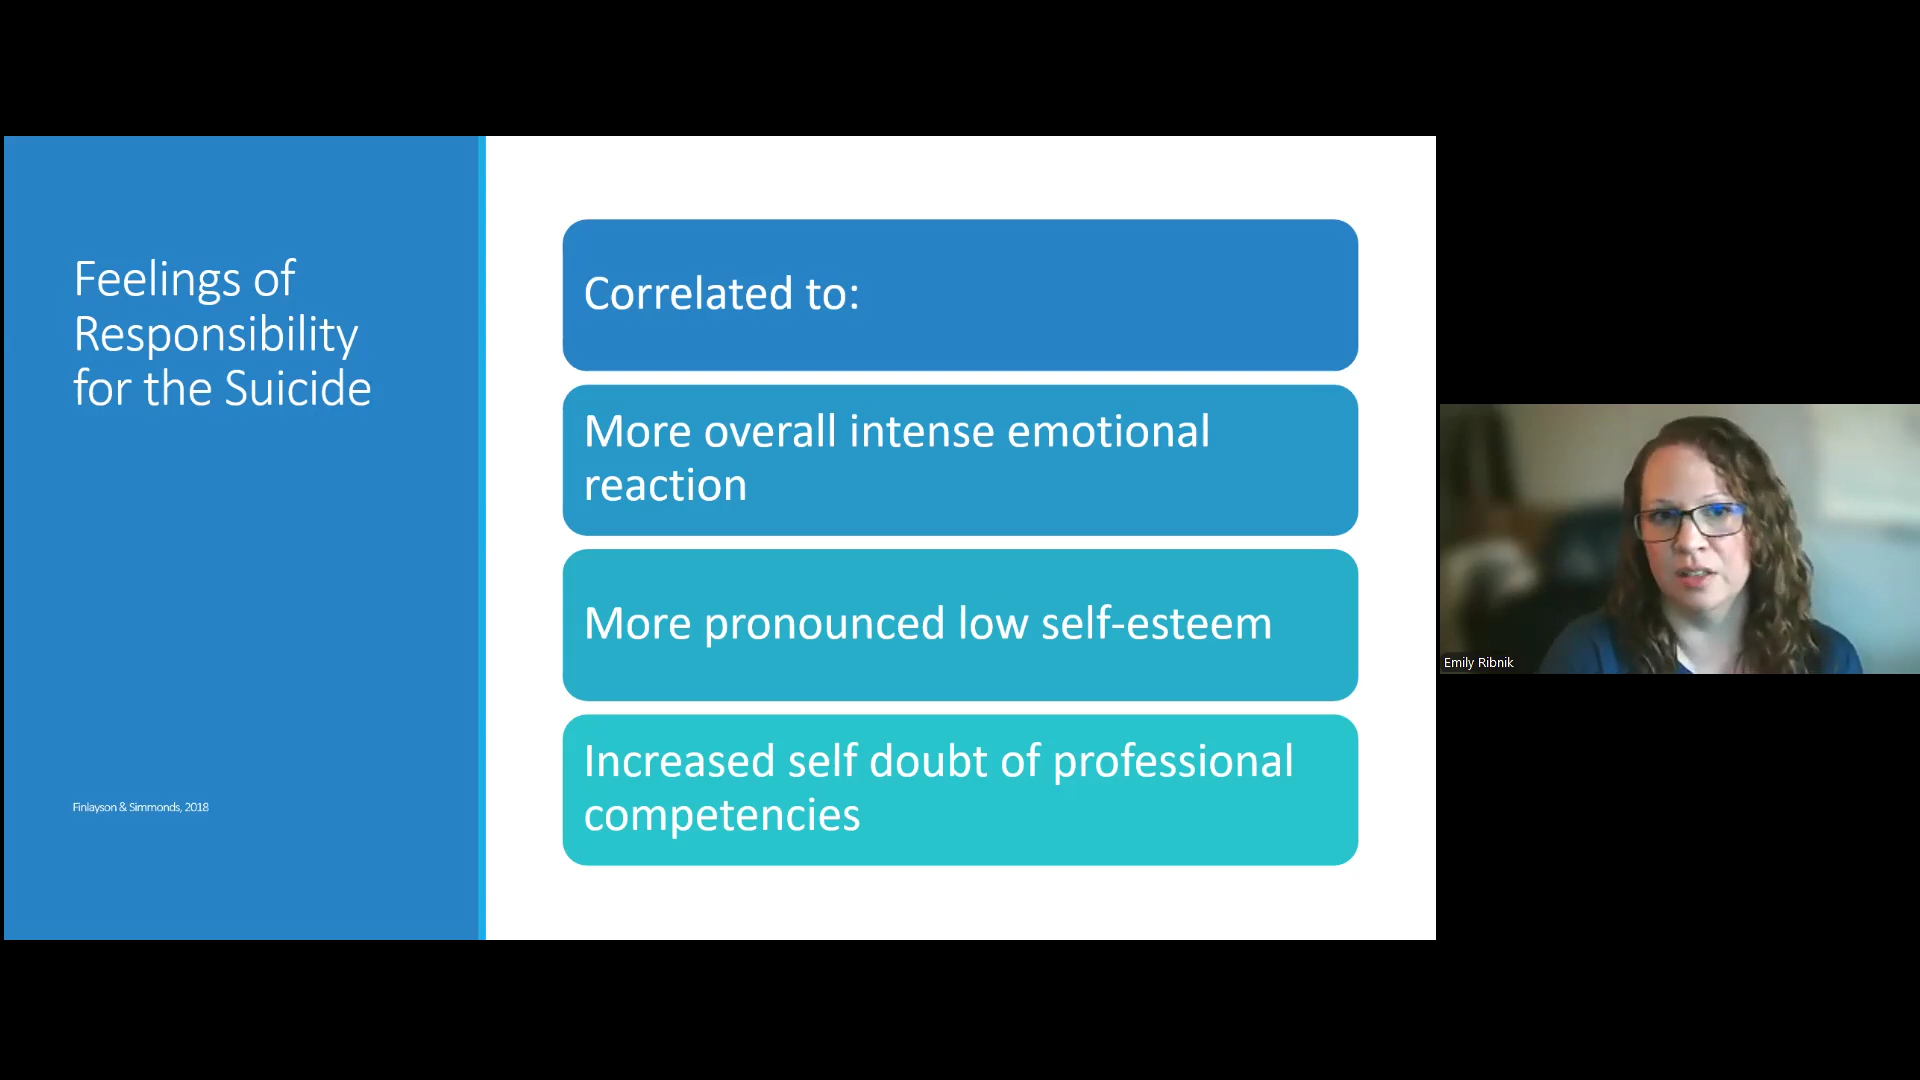 Feelings of
Responsibility
for the Suicide
Finlayson & Simmonds, 2018
Correlated to:
More overall intense emotional
reaction
More pronounced low self-esteem
Increased self doubt of professional
competencies
Emily Ribnik